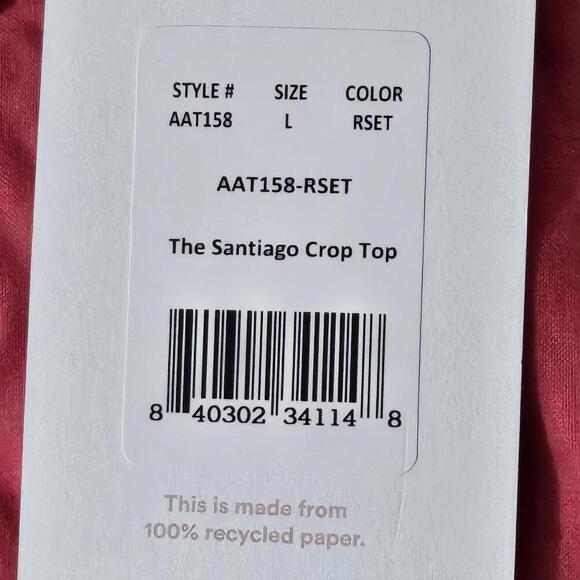 STYLE # SIZE COLOR
AAT158 L RSET
AAT158-RSET
The Santiago Crop Top
8 40302 34114 8
This is made from
100% recycled paper.